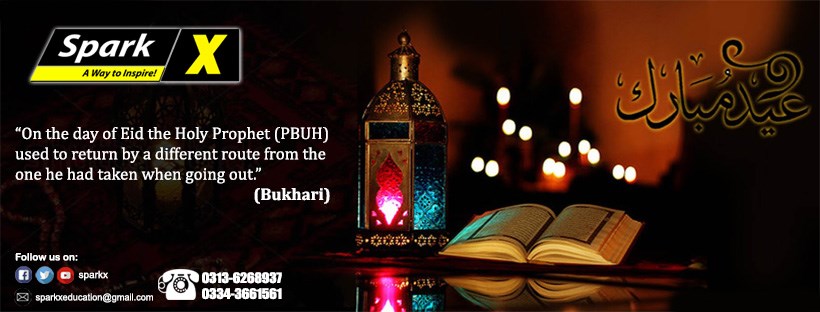 Spark X
A Way to Inspire!
عيد مبارك
“On the day of Eid the Holy Prophet (PBUH)
used to return by a different route from the
one he had taken when going out.”
(Bukhari)
Follow us on:
sparkx
sparkxeducation@gmail.com
0313-6268937
0334-3661561